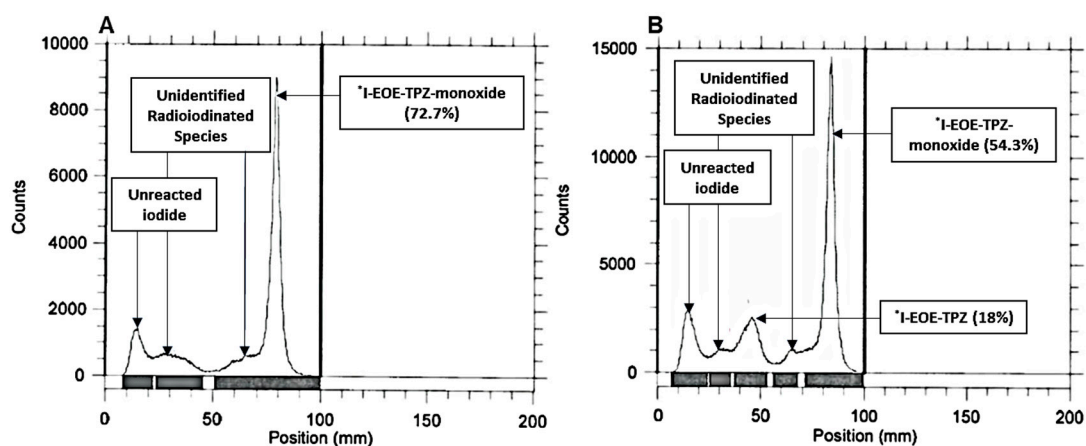 A
10000
8000
6000
4000
2000
0
Counts
Unidentified
Radioiodinated
Species
Unreacted
iodide
*I-EOE-TPZ-monoxide
(72.7%)
0
50
100
150
200
Position (mm)
B
15000
10000
5000
0
Counts
Unidentified
Radioiodinated
Species
Unreacted
iodide
*I-EOE-TPZ-
monoxide (54.3%)
*I-EOE-TPZ (18%)
0
50
100
150
200
Position (mm)